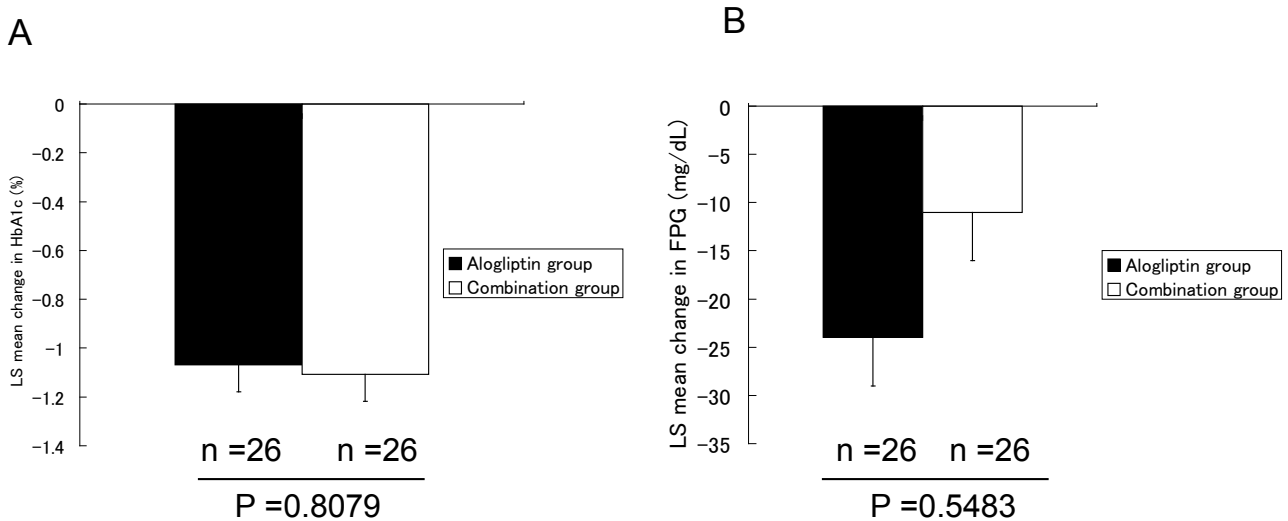 A
LS mean change in HbA1c (%)
0
−0.2
−0.4
−0.6
−0.8
−1
−1.2
−1.4
Alogliptin group
Combination group
n =26 n =26
P =0.8079
B
LS mean change in FPG (mg/dL)
0
−5
−10
−15
−20
−25
−30
−35
Alogliptin group
Combination group
n =26 n =26
P =0.5483